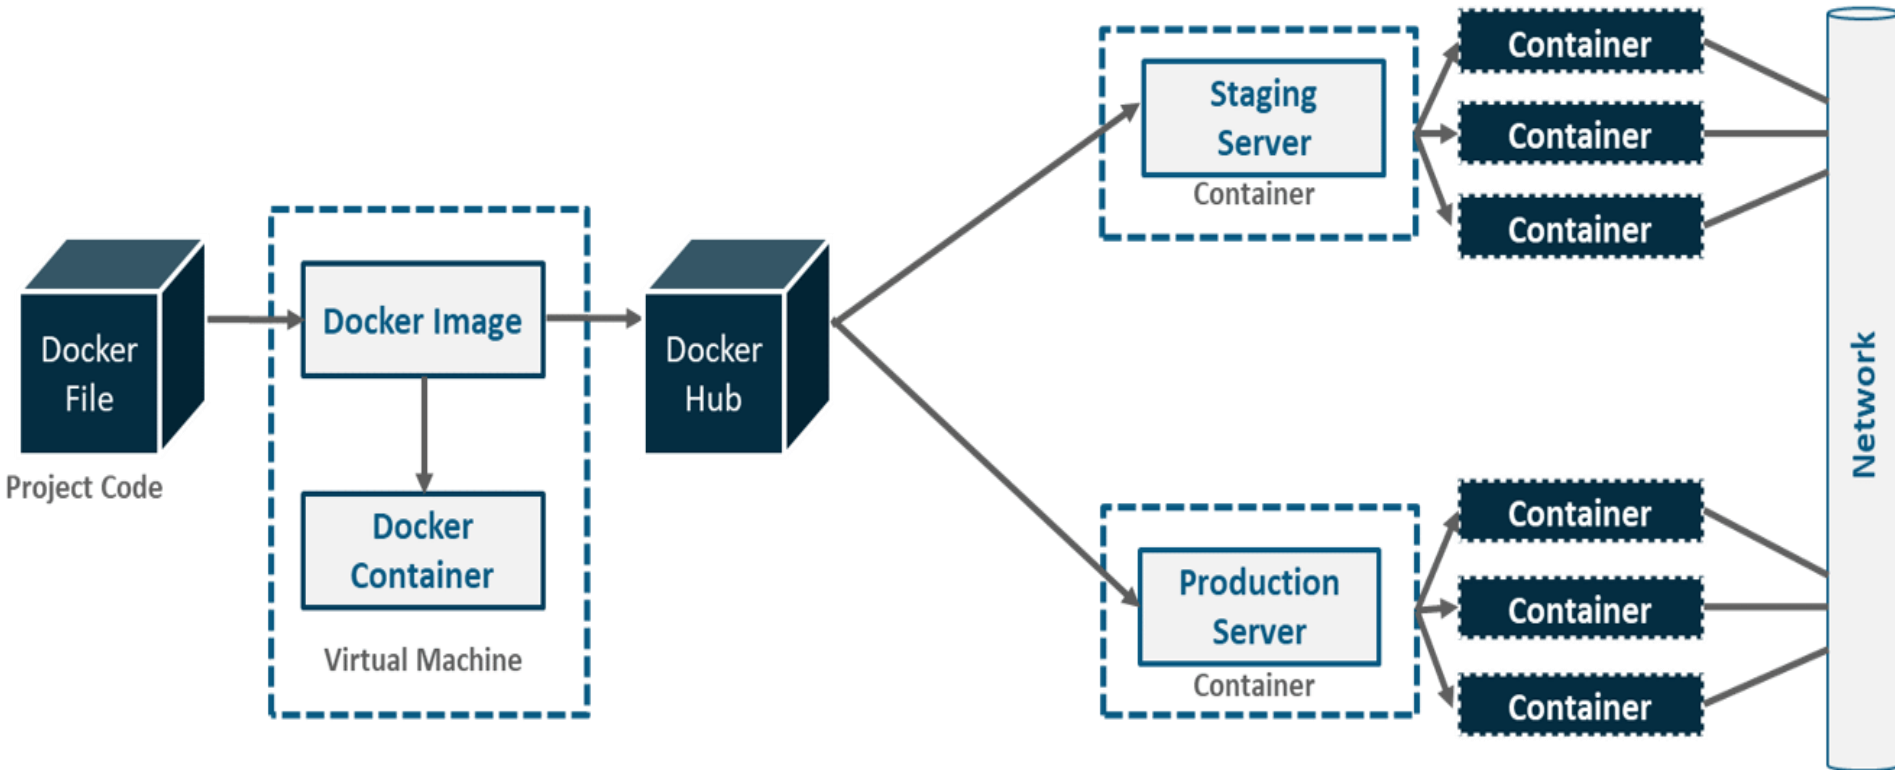 Docker
File
Project Code
Docker Image
Docker
Container
Virtual Machine
Docker
Hub
Staging
Server
Container
Container
Container
Container
Production
Server
Container
Container
Container
Container
Network